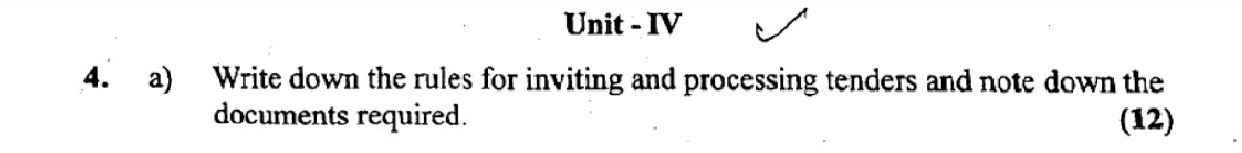 Unit - IV
4. a) Write down the rules for inviting and processing tenders and note down the
documents required. (12)